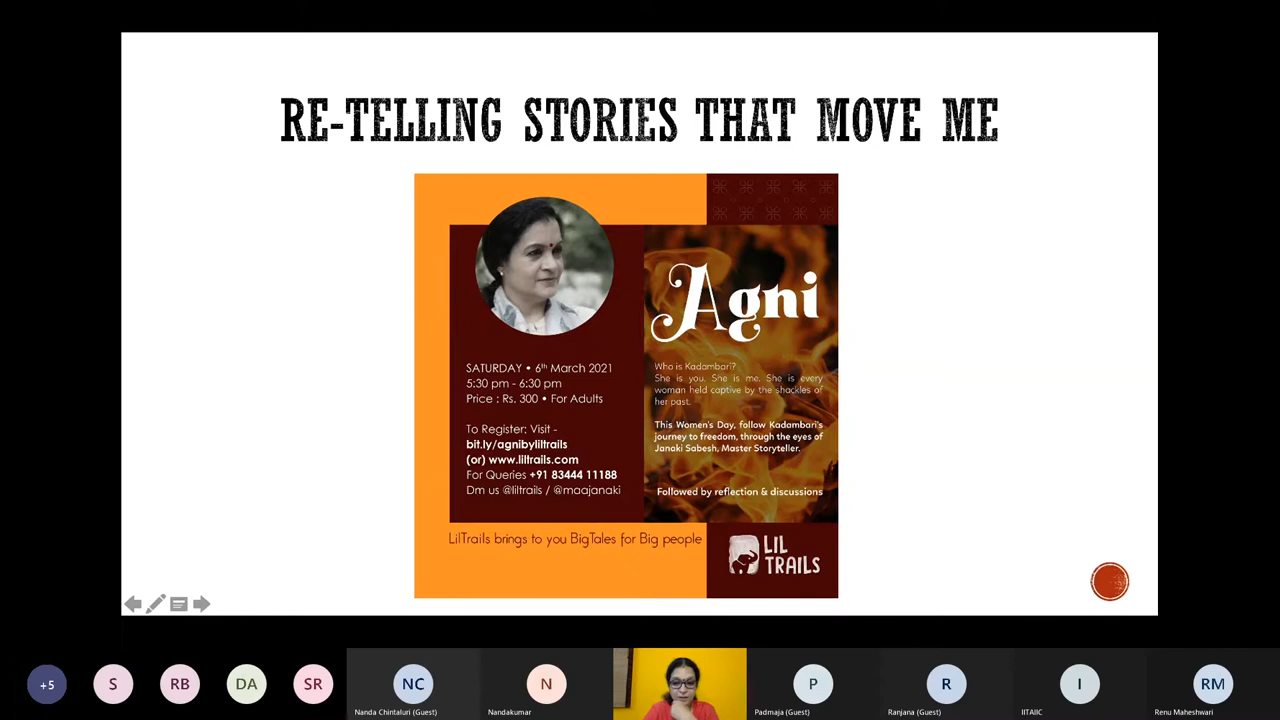 RE-TELLING STORIES THAT MOVE ME
Agni
SATURDAY • 6th March 2021
5:30 pm - 6:30 pm
Price : Rs. 300 • For Adults
To Register: Visit -
bit.ly/agnibyliltrails
(or) www.liltrails.com
For Queries +91 83444 11188
Dm us @liltrails / @maajanaki
Who is Kadambari?
She is you. She is me. She is every
woman held captive by the shackles of
her past.
This Women's Day, follow Kadambari's
journey to freedom, through the eyes of
Janaki Sabesh, Master Storyteller.
Followed by reflection & discussions
LilTrails brings to you BigTales for Big people
LIL
TRAILS
+5
S
RB
DA
SR
NC
Nanda Chintaluri (Guest)
N
Nandakumar
P
Padmaja (Guest)
R
Ranjana (Guest)
I
IITAIIC
RM
Renu Maheshwari